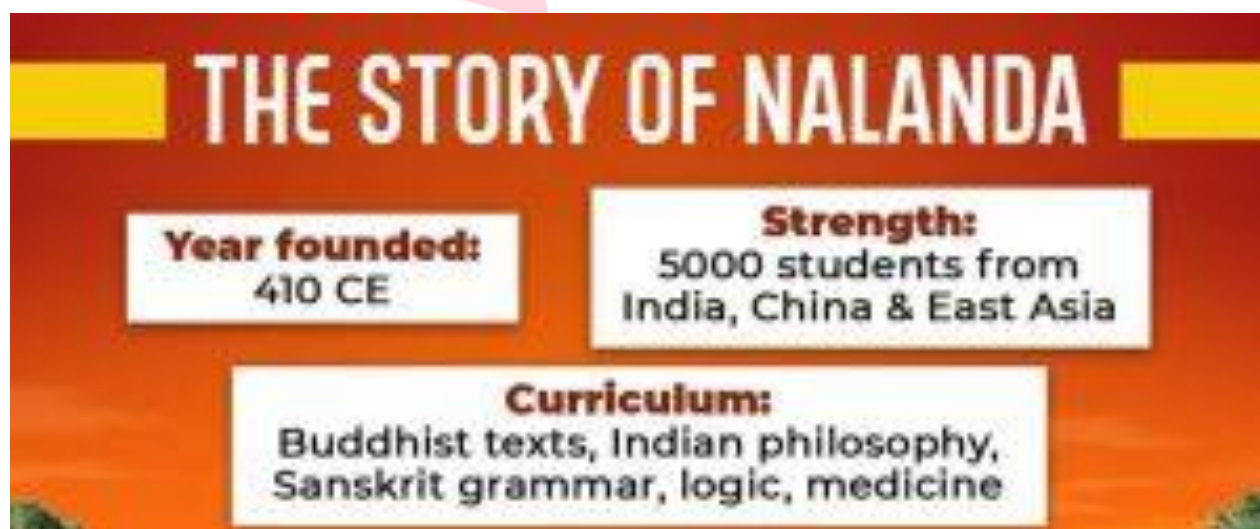 THE STORY OF NALANDA
Year founded:
410 CE
Strength:
5000 students from
India, China & East Asia
Curriculum:
Buddhist texts, Indian philosophy,
Sanskrit grammar, logic, medicine